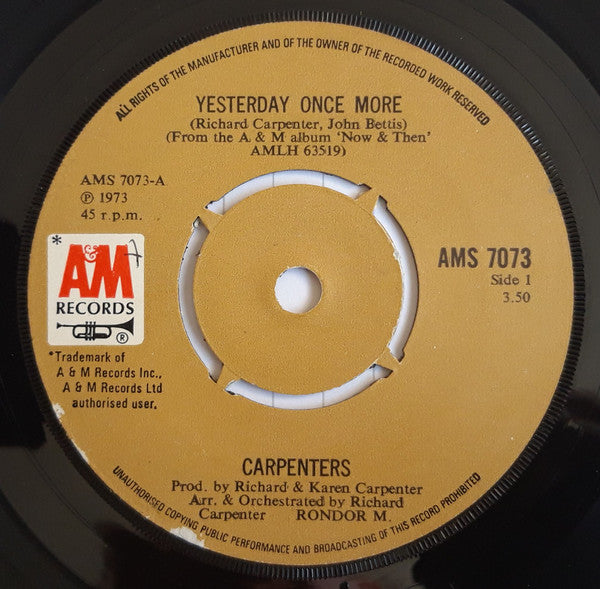 ALL RIGHTS OF THE MANUFACTURER AND OF THE OWNER OF THE RECORDED WORK RESERVED
YESTERDAY ONCE MORE
(Richard Carpenter, John Bettis)
(From the A & M album 'Now & Then'
AMLH 63519)
AMS 7073-A
℗ 1973
45 r.p.m.
*
7
A&M
RECORDS
®
AMS 7073
Side 1
3.50
*Trademark of
A & M Records Inc.,
A & M Records Ltd
authorised user.
CARPENTERS
Prod. by Richard & Karen Carpenter
Arr. & Orchestrated by Richard
Carpenter RONDOR M.
UNAUTHORISED COPYING PUBLIC PERFORMANCE AND BROADCASTING OF THIS RECORD PROHIBITED